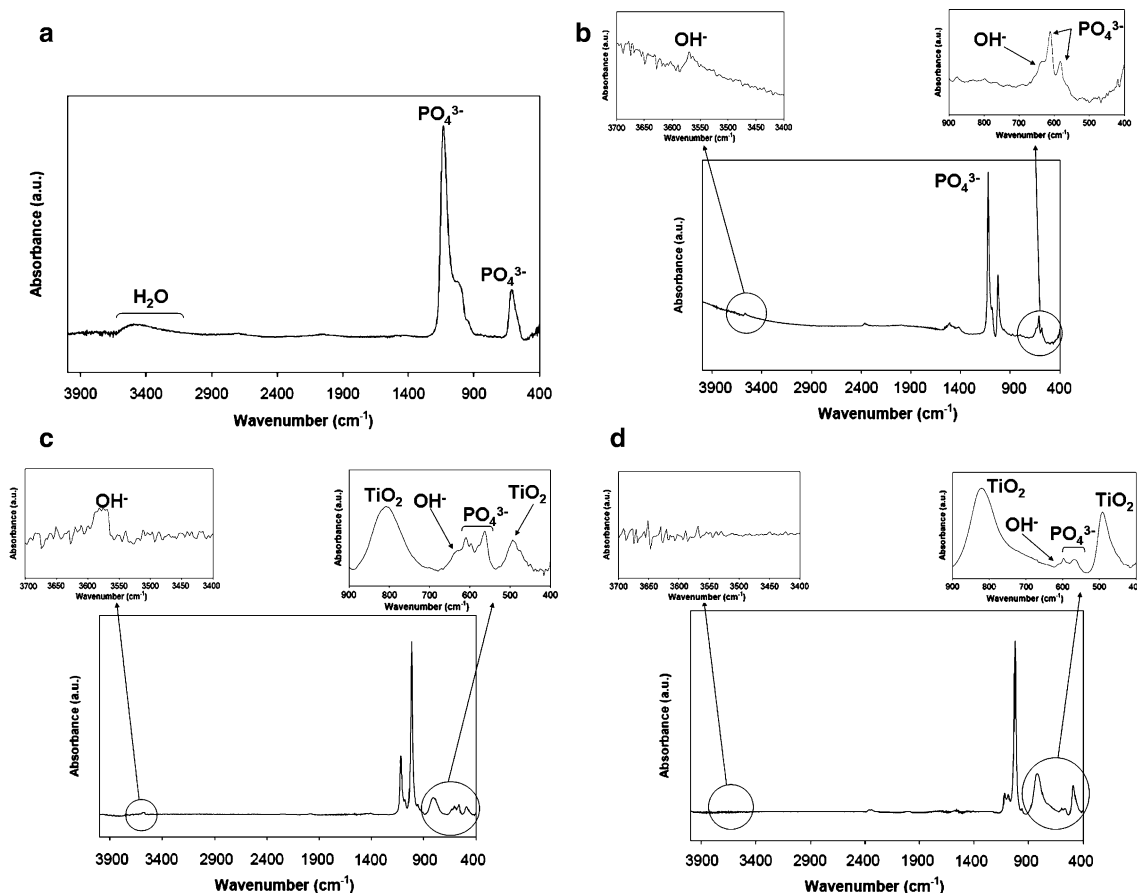 a
PO₄³⁻
PO₄³⁻
H₂O
Absorbance (a.u.)
3900 3400 2900 2400 1900 1400 900 400
Wavenumber (cm⁻¹)
b
OH-
Absorbance (a.u.)
3700 3650 3600 3550 3500 3450 3400
Wavenumber (cm⁻¹)
OH-
PO₄³⁻
Absorbance (a.u.)
900 800 700 600 500 400
Wavenumber (cm⁻¹)
PO₄³⁻
Absorbance (a.u.)
3900 3400 2900 2400 1900 1400 900 400
Wavenumber (cm⁻¹)
c
OH-
Absorbance (a.u.)
3700 3650 3600 3550 3500 3450 3400
Wavenumber (cm⁻¹)
TiO₂
OH-
PO₄³⁻
TiO₂
Absorbance (a.u.)
900 800 700 600 500 400
Wavenumber (cm⁻¹)
Absorbance (a.u.)
3900 3400 2900 2400 1900 1400 900 400
Wavenumber (cm⁻¹)
d
Absorbance (a.u.)
3700 3650 3600 3550 3500 3450 3400
Wavenumber (cm⁻¹)
TiO₂
OH-
PO₄³⁻
TiO₂
Absorbance (a.u.)
900 800 700 600 500 400
Wavenumber (cm⁻¹)
Absorbance (a.u.)
3900 3400 2900 2400 1900 1400 900 400
Wavenumber (cm⁻¹)